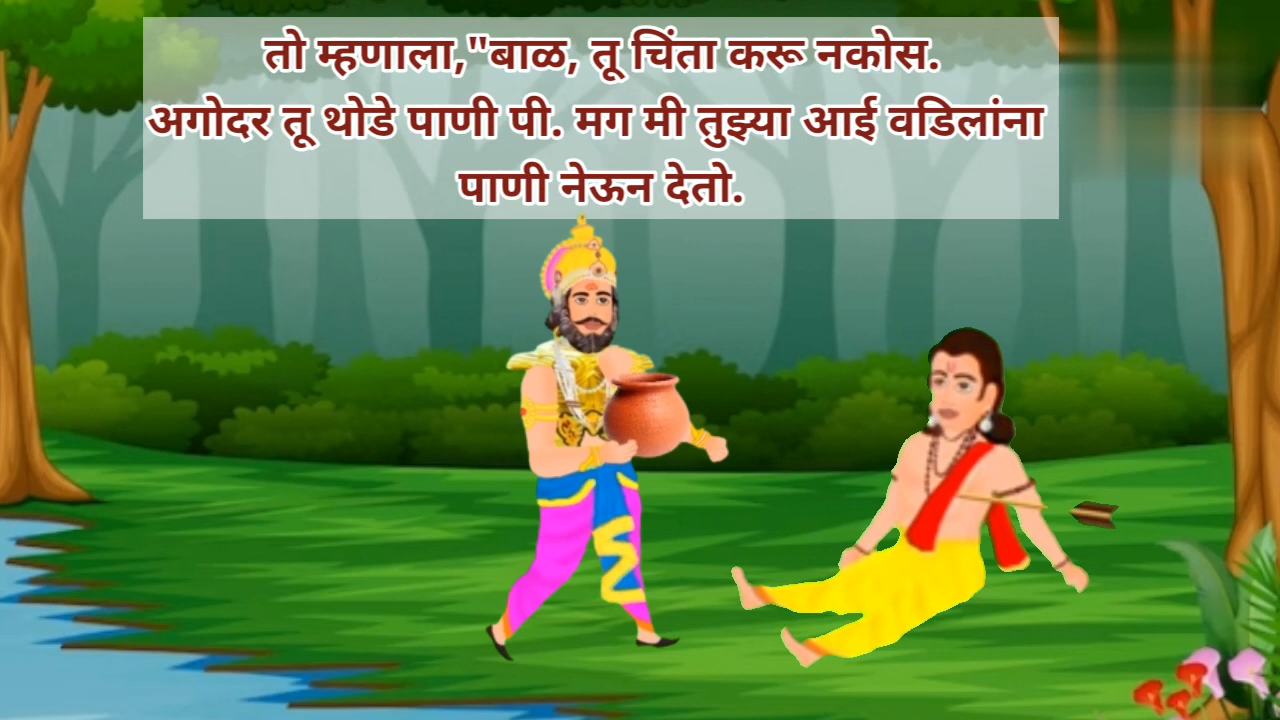 तो म्हणाला,"बाळ, तू चिंता करू नकोस.
अगोदर तू थोडे पाणी पी. मग मी तुझ्या आई वडिलांना
पाणी नेऊन देतो.